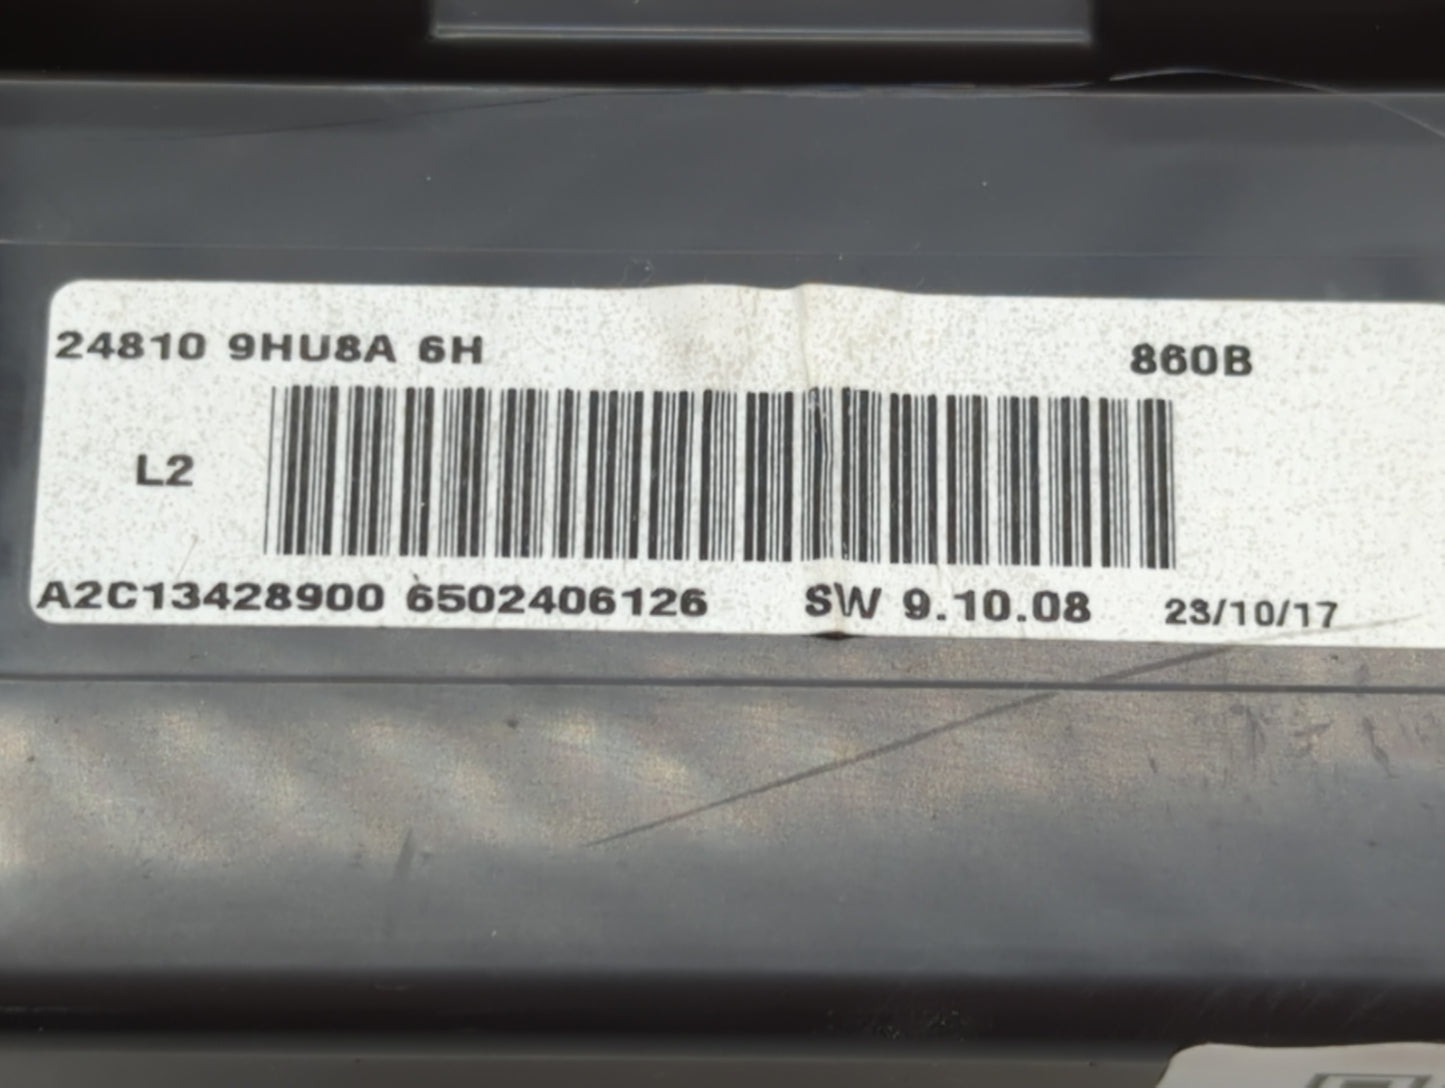 24810 9HU8A 6H 860B
L2
A2C13428900 6502406126 SW 9.10.08 23/10/17